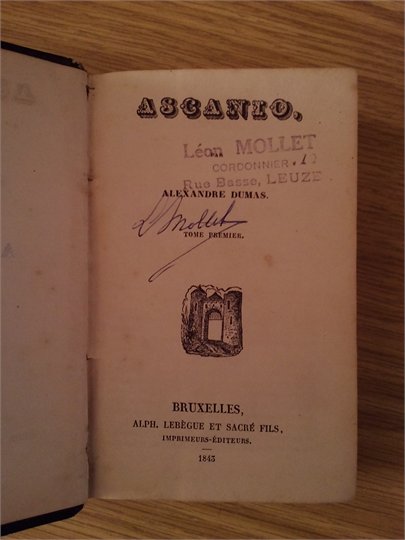 ASCANIO,
Léon MOLLET
CORDONNIER
Rue Basse, LEUZE
ALEXANDRE DUMAS.
L Mollet
TOME PREMIER.
BRUXELLES,
ALPH. LEBÈGUE ET SACRÉ FILS,
IMPRIMEURS-ÉDITEURS.
1843